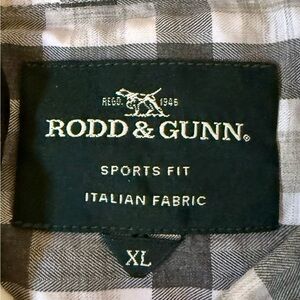 REGD. 1946
RODD & GUNN®
SPORTS FIT
ITALIAN FABRIC
XL